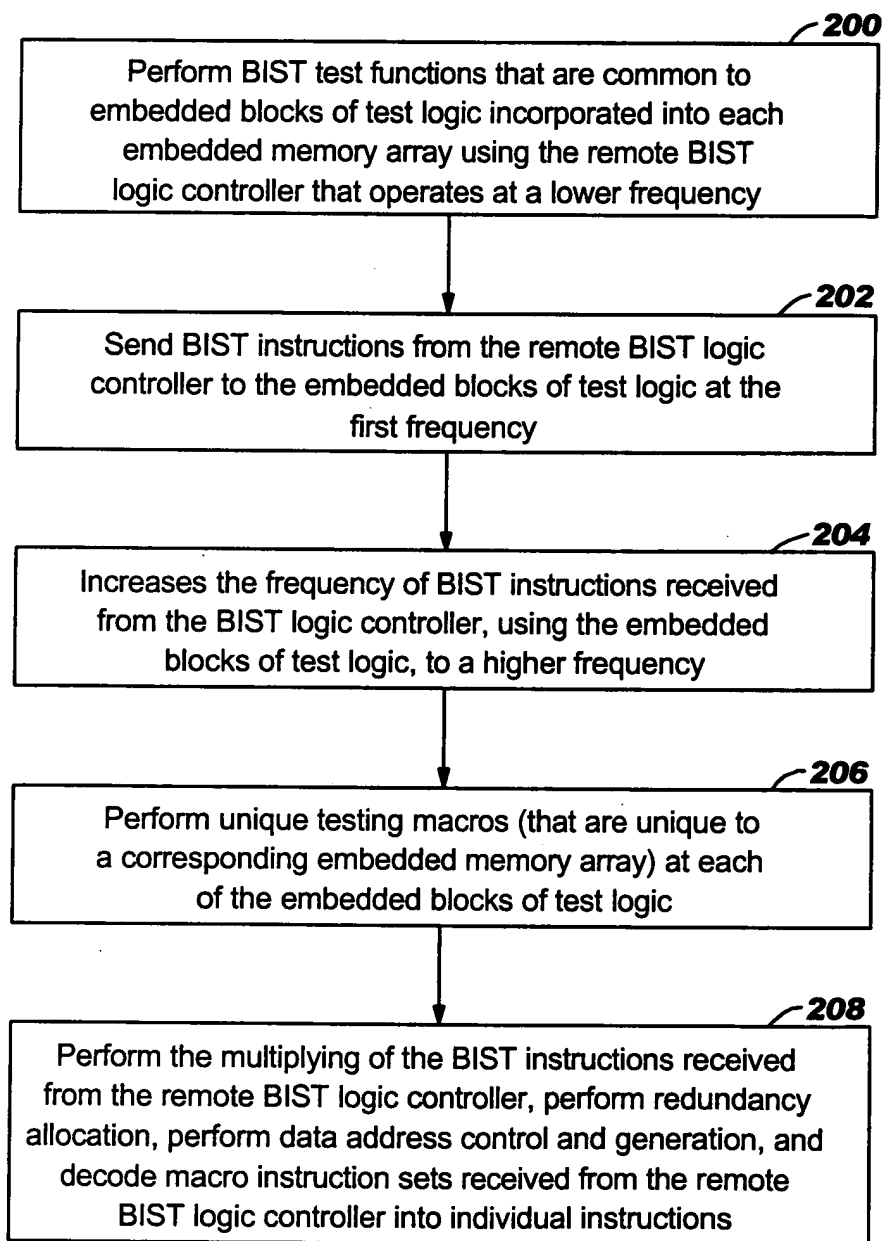 200
Perform BIST test functions that are common to
embedded blocks of test logic incorporated into each
embedded memory array using the remote BIST
logic controller that operates at a lower frequency
202
Send BIST instructions from the remote BIST logic
controller to the embedded blocks of test logic at the
first frequency
204
Increases the frequency of BIST instructions received
from the BIST logic controller, using the embedded
blocks of test logic, to a higher frequency
206
Perform unique testing macros (that are unique to
a corresponding embedded memory array) at each
of the embedded blocks of test logic
208
Perform the multiplying of the BIST instructions received
from the remote BIST logic controller, perform redundancy
allocation, perform data address control and generation, and
decode macro instruction sets received from the remote
BIST logic controller into individual instructions